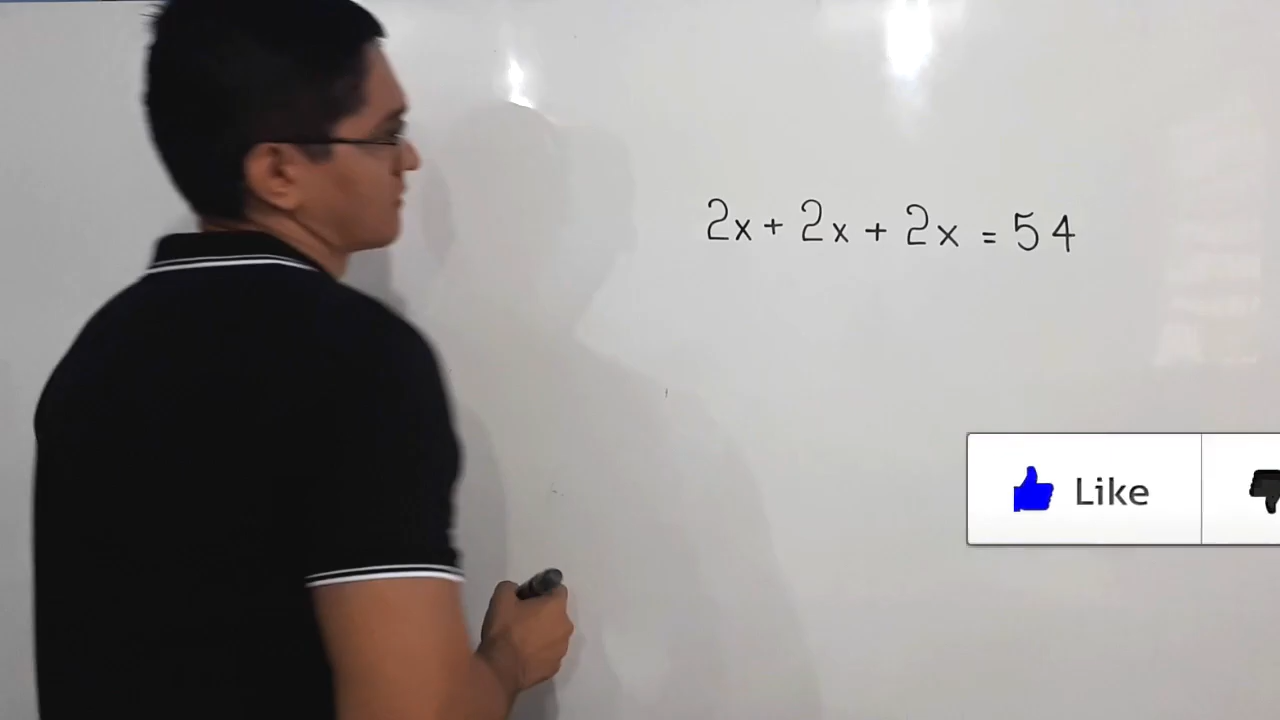 2x + 2x + 2x = 54
Like